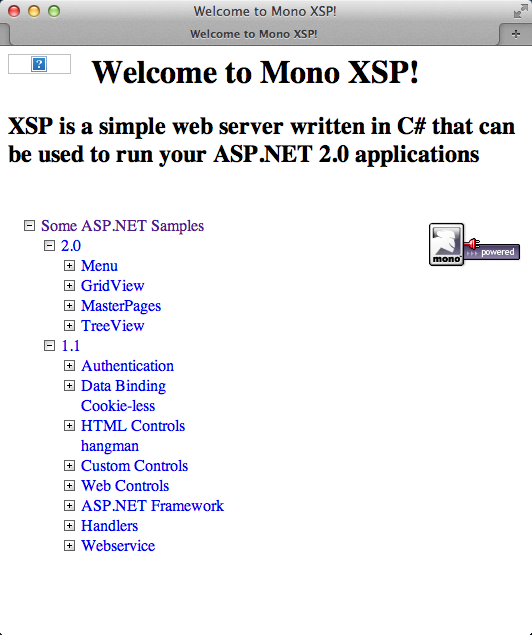 Welcome to Mono XSP!
Welcome to Mono XSP!
Welcome to Mono XSP!
XSP is a simple web server written in C# that can
be used to run your ASP.NET 2.0 applications
Some ASP.NET Samples
mono powered
2.0
Menu
GridView
MasterPages
TreeView
1.1
Authentication
Data Binding
Cookie-less
HTML Controls
hangman
Custom Controls
Web Controls
ASP.NET Framework
Handlers
Webservice